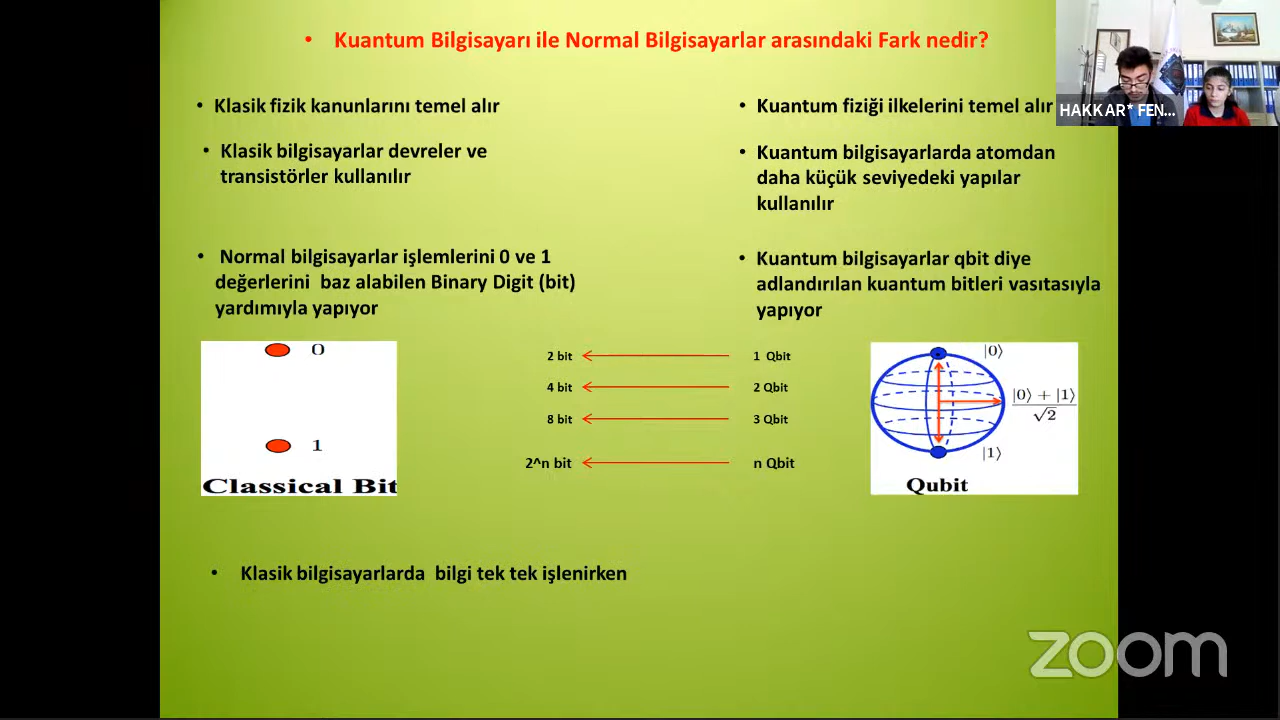 • Kuantum Bilgisayarı ile Normal Bilgisayarlar arasındaki Fark nedir?
• Klasik fizik kanunlarını temel alır
• Klasik bilgisayarlar devreler ve
transistörler kullanılır
• Normal bilgisayarlar işlemlerini 0 ve 1
değerlerini baz alabilen Binary Digit (bit)
yardımıyla yapıyor
• Kuantum fiziği ilkelerini temel alır
• Kuantum bilgisayarlarda atomdan
daha küçük seviyedeki yapılar
kullanılır
• Kuantum bilgisayarlar qbit diye
adlandırılan kuantum bitleri vasıtasıyla
yapıyor
0
1
Classical Bit
2 bit 1 Qbit
4 bit 2 Qbit
8 bit 3 Qbit
2^n bit n Qbit
|0⟩
|0⟩ + |1⟩
√2
|1⟩
Qubit
• Klasik bilgisayarlarda bilgi tek tek işlenirken
HAKKAR* FEN...
zoom